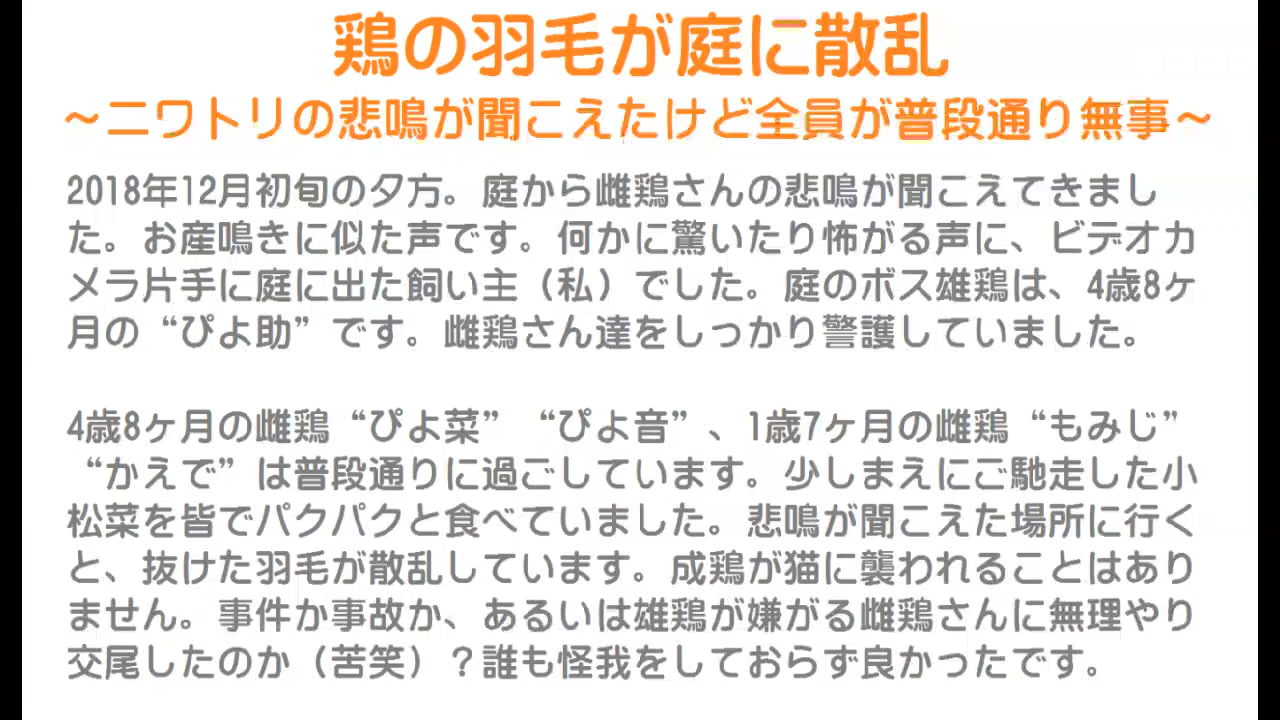 鶏の羽毛が庭に散乱
～ニワトリの悲鳴が聞こえたけど全員が普段通り無事～
2018年12月初旬の夕方。庭から雌鶏さんの悲鳴が聞こえてきまし
た。お産鳴きに似た声です。何かに驚いたり怖がる声に、ビデオカ
メラ片手に庭に出た飼い主（私）でした。庭のボス雄鶏は、4歳8ヶ
月の“ぴよ助”です。雌鶏さん達をしっかり警護していました。
4歳8ヶ月の雌鶏“ぴよ菜”“ぴよ音”、1歳7ヶ月の雌鶏“もみじ”
“かえで”は普段通りに過ごしています。少しまえにご馳走した小
松菜を皆でパクパクと食べていました。悲鳴が聞こえた場所に行く
と、抜けた羽毛が散乱しています。成鶏が猫に襲われることはあり
ません。事件か事故か、あるいは雄鶏が嫌がる雌鶏さんに無理やり
交尾したのか（苦笑）？誰も怪我をしておらず良かったです。